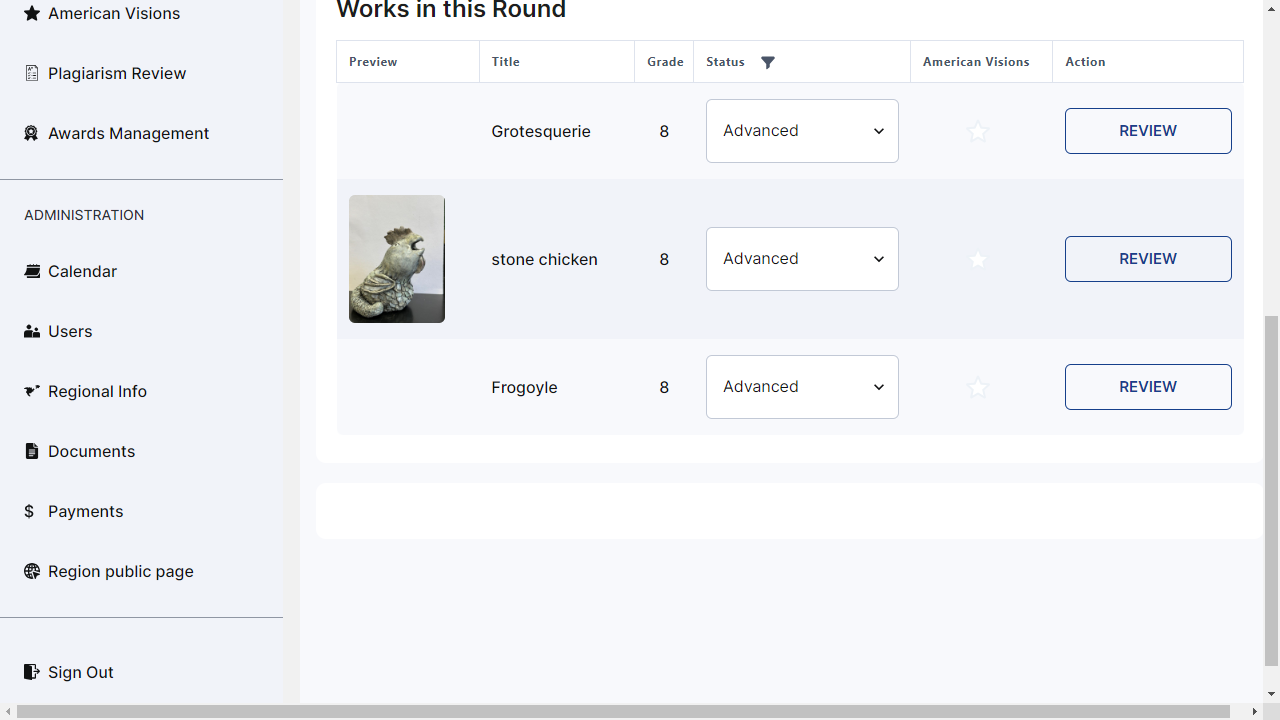 American Visions
Plagiarism Review
Awards Management
ADMINISTRATION
Calendar
Users
Regional Info
Documents
Payments
Region public page
Sign Out
Works in this Round
Preview Title Grade Status American Visions Action
Grotesquerie 8 Advanced REVIEW
stone chicken 8 Advanced REVIEW
Frogoyle 8 Advanced REVIEW